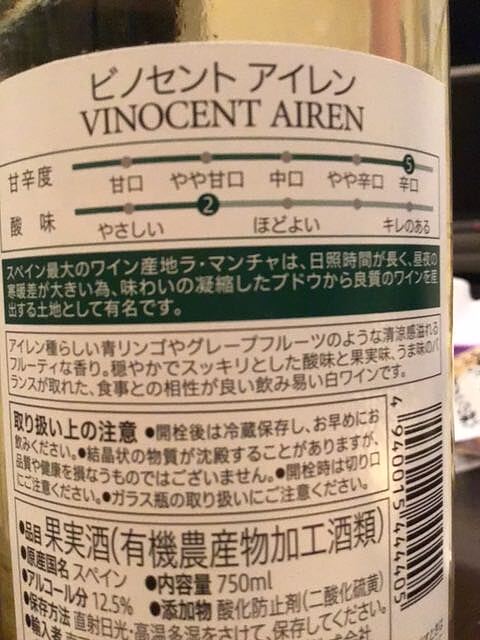 ビノセント アイレン
VINOCENT AIREN
甘辛度 5
甘口 やや甘口 中口 やや辛口 辛口
酸味 2
やさしい ほどよい キレのある
スペイン最大のワイン産地ラ・マンチャは、日照時間が長く、昼夜の
寒暖差が大きい為、味わいの凝縮したブドウから良質のワインを産
出する土地として有名です。
アイレン種らしい青リンゴやグレープフルーツのような清涼感溢れる
フルーティな香り。穏やかでスッキリとした酸味と果実味、うま味のバ
ランスが取れた、食事との相性が良い飲み易い白ワインです。
取り扱い上の注意 ●開栓後は冷蔵保存し、お早めにお
飲みください。●結晶状の物質が沈殿することがありますが、
品質や健康を損なうものではございません。●開栓時は切り口
にご注意ください。●ガラス瓶の取り扱いにご注意ください。
4 940015 444405
●品目 果実酒(有機農産物加工酒類)
●原産国名 スペイン ●内容量 750ml
●アルコール分 12.5% ●添加物 酸化防止剤(二酸化硫黄)
●保存方法 直射日光・高温多湿をさけて、保存してください。
●輸入者